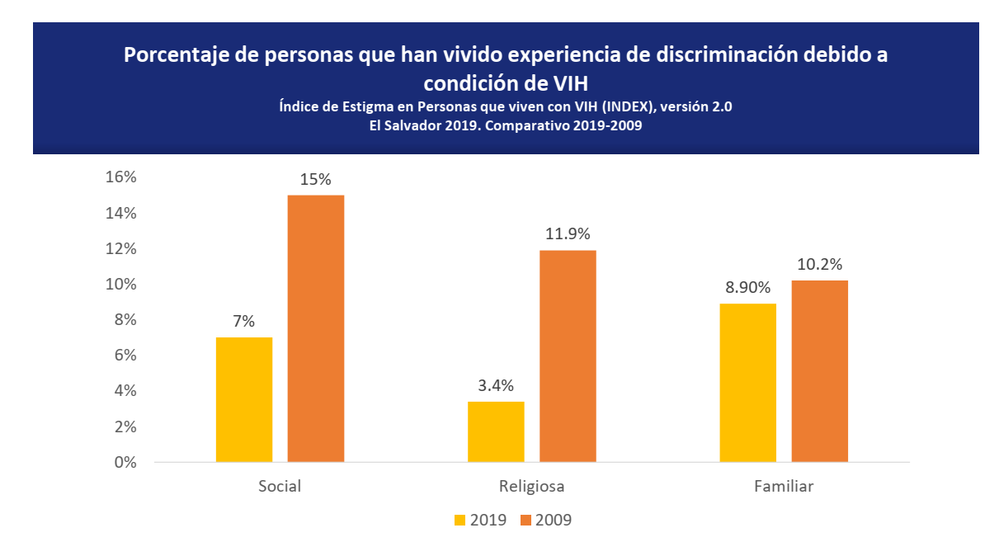 Porcentaje de personas que han vivido experiencia de discriminación debido a
condición de VIH
Índice de Estigma en Personas que viven con VIH (INDEX), versión 2.0
El Salvador 2019. Comparativo 2019-2009
16%
14%
12%
10%
8%
6%
4%
2%
0%
7%
15%
3.4%
11.9%
8.90%
10.2%
Social
Religiosa
Familiar
2019
2009